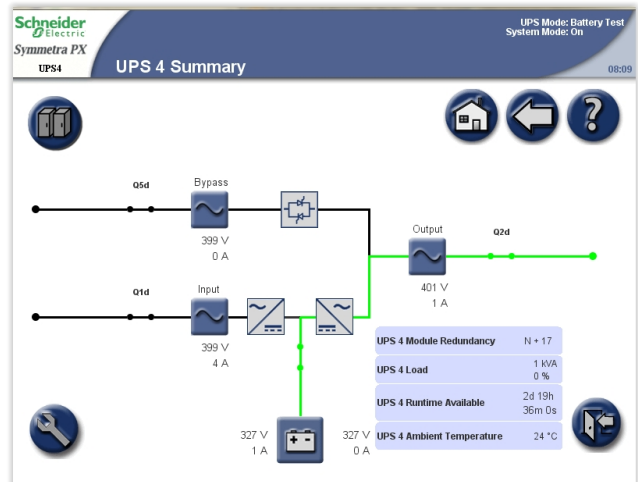 Schneider
Electric
Symmetra PX
UPS4
UPS 4 Summary
UPS Mode: Battery Test
System Mode: On
08:09
?
Q5d
Bypass
399 V
0 A
Output
Q2d
401 V
1 A
Q1d
Input
399 V
4 A
UPS 4 Module Redundancy N + 17
UPS 4 Load 1 kVA
0 %
UPS 4 Runtime Available 2d 19h
36m 0s
UPS 4 Ambient Temperature 24 °C
327 V
1 A
327 V
0 A